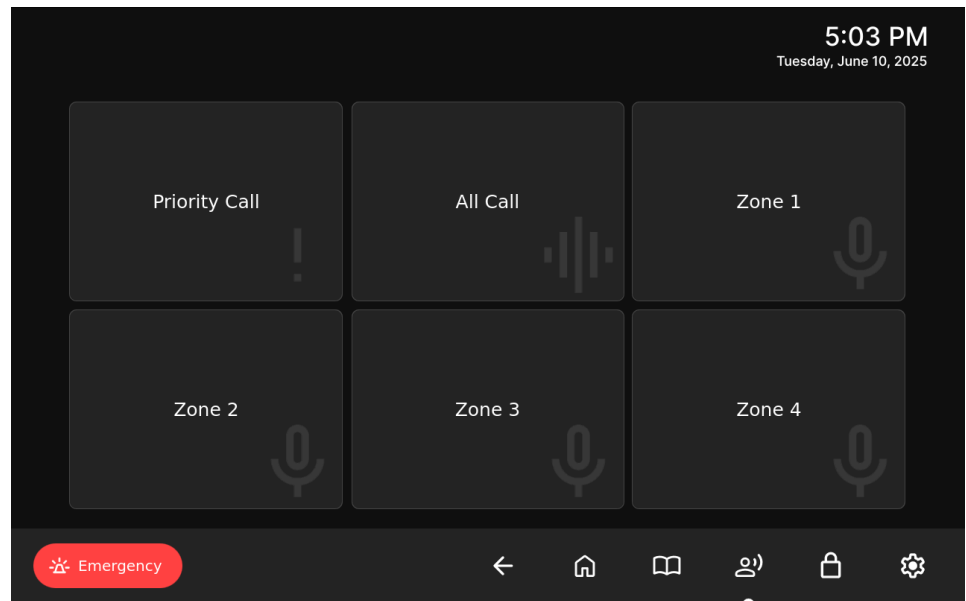 5:03 PM
Tuesday, June 10, 2025
Priority Call
All Call
Zone 1
Zone 2
Zone 3
Zone 4
Emergency